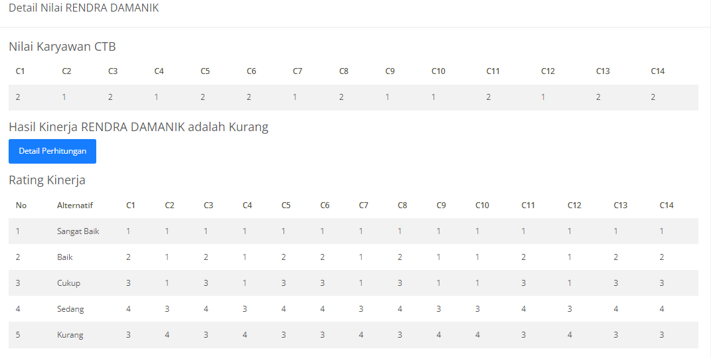 Detail Nilai RENDRA DAMANIK
Nilai Karyawan CTB
C1 C2 C3 C4 C5 C6 C7 C8 C9 C10 C11 C12 C13 C14
2 1 2 1 2 2 1 2 1 1 2 1 2 2
Hasil Kinerja RENDRA DAMANIK adalah Kurang
Detail Perhitungan
Rating Kinerja
No Alternatif C1 C2 C3 C4 C5 C6 C7 C8 C9 C10 C11 C12 C13 C14
1 Sangat Baik 1 1 1 1 1 1 1 1 1 1 1 1 1 1
2 Baik 2 1 2 1 2 2 1 2 1 1 2 1 2 2
3 Cukup 3 1 3 1 3 3 1 3 1 1 3 1 3 3
4 Sedang 4 3 4 3 4 4 3 4 3 3 4 3 4 4
5 Kurang 3 4 3 4 3 3 4 3 4 4 3 4 3 3